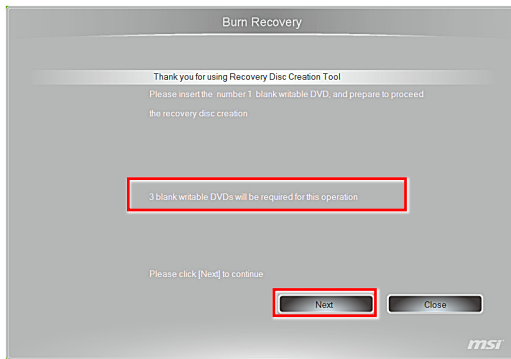 Burn Recovery
Thank you for using Recovery Disc Creation Tool
Please insert the number 1 blank writable DVD, and prepare to proceed
the recovery disc creation
3 blank writable DVDs will be required for this operation
Please click [Next] to continue
Next Close
msi